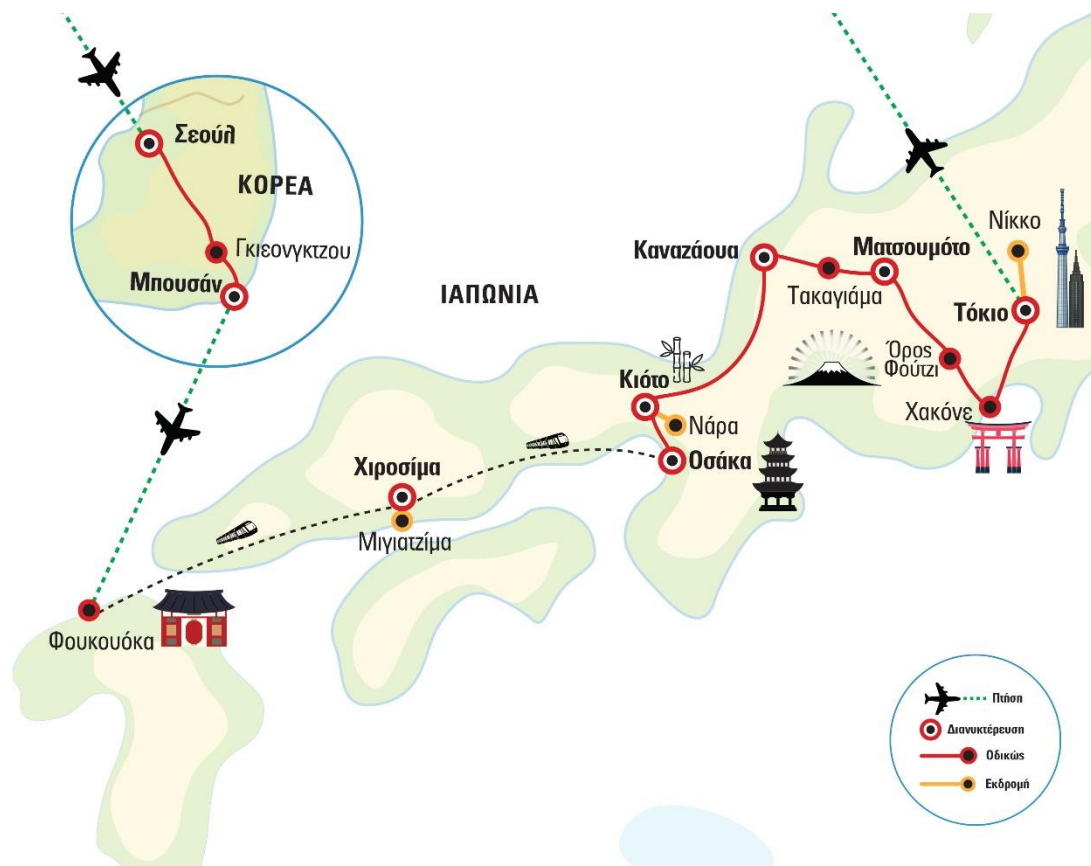 Σεούλ
ΚΟΡΕΑ
Γκιεονγκτζου
Μπουσάν
ΙΑΠΩΝΙΑ
Καναζάουα
Τακαγιάμα
Ματσουμότο
Νίκκο
Τόκιο
Όρος
Φούτζι
Χακόνε
Κιότο
Νάρα
Οσάκα
Χιροσίμα
Μιγιατζίμα
Φουκουόκα
Πτήση
Διανυκτέρευση
Οδικώς
Εκδρομή